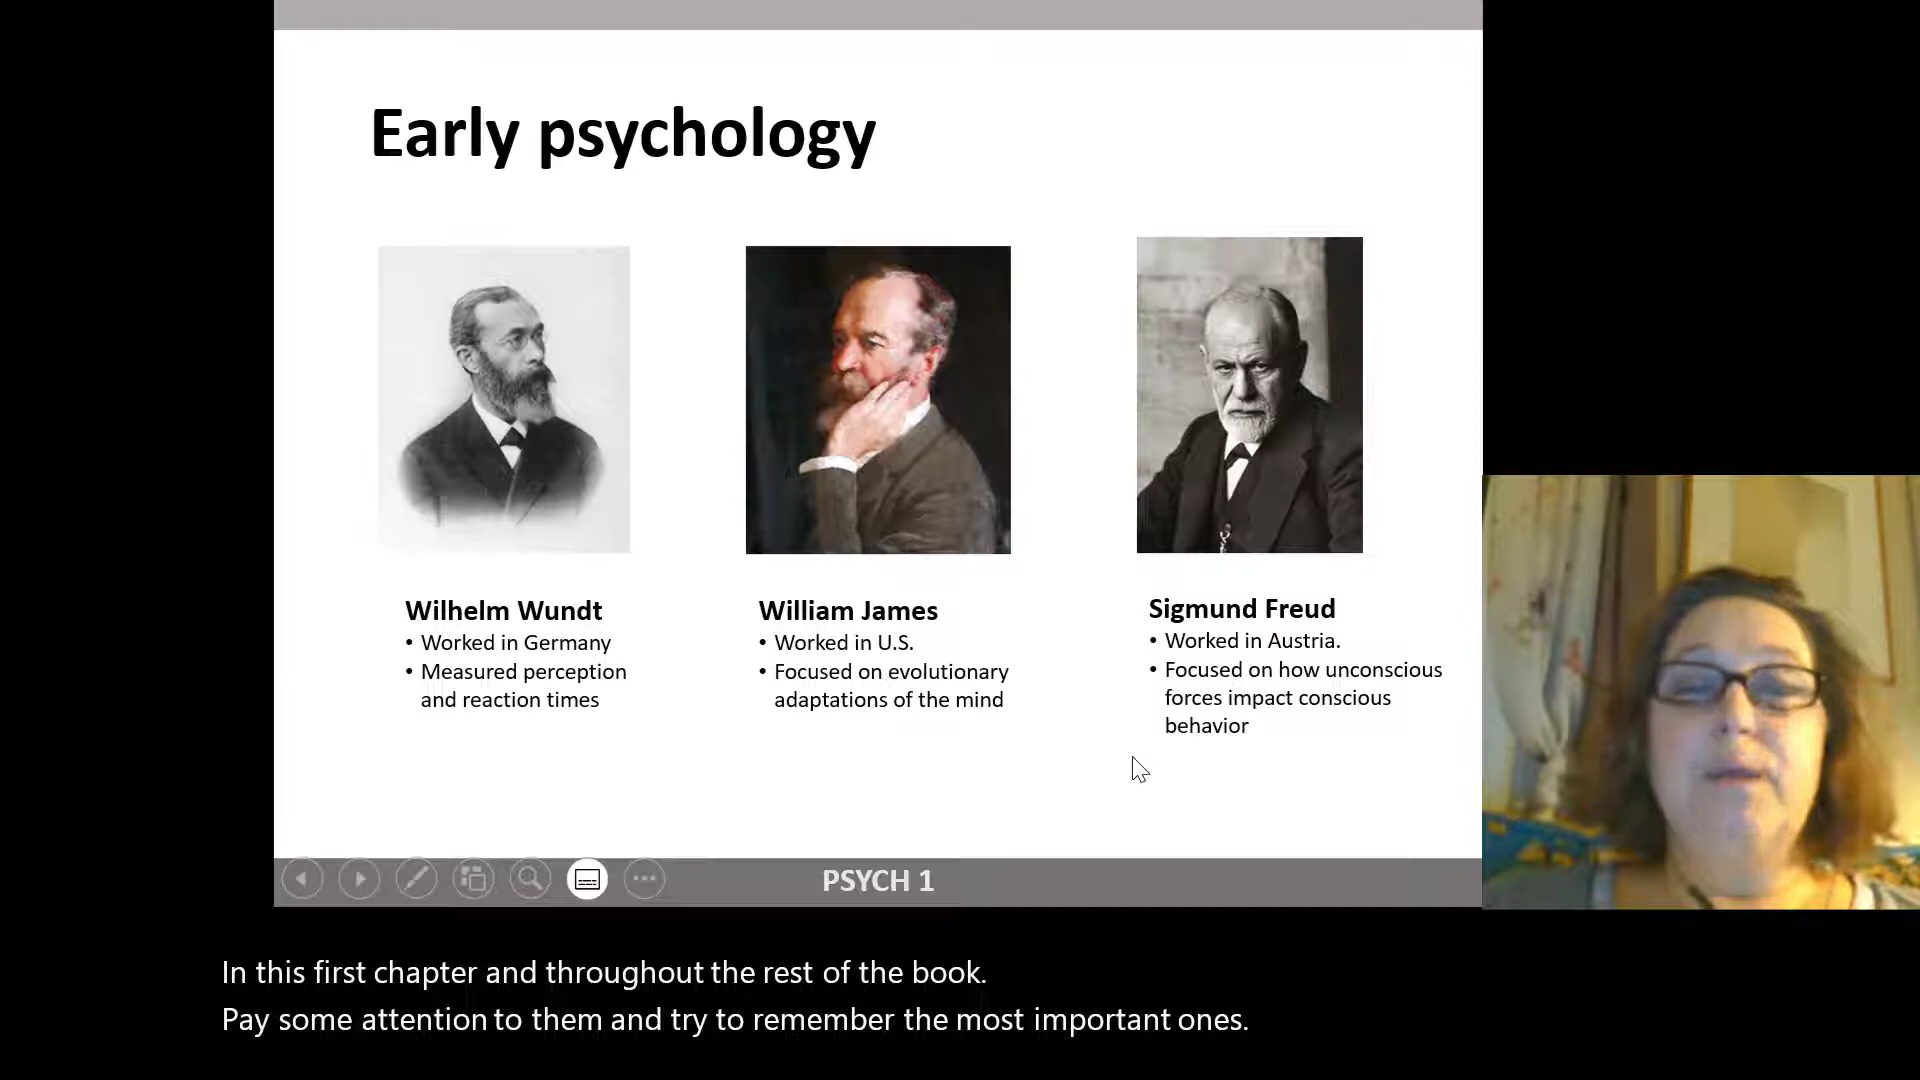 Early psychology
Wilhelm Wundt
• Worked in Germany
• Measured perception
and reaction times
William James
• Worked in U.S.
• Focused on evolutionary
adaptations of the mind
Sigmund Freud
• Worked in Austria.
• Focused on how unconscious
forces impact conscious
behavior
PSYCH 1
In this first chapter and throughout the rest of the book.
Pay some attention to them and try to remember the most important ones.